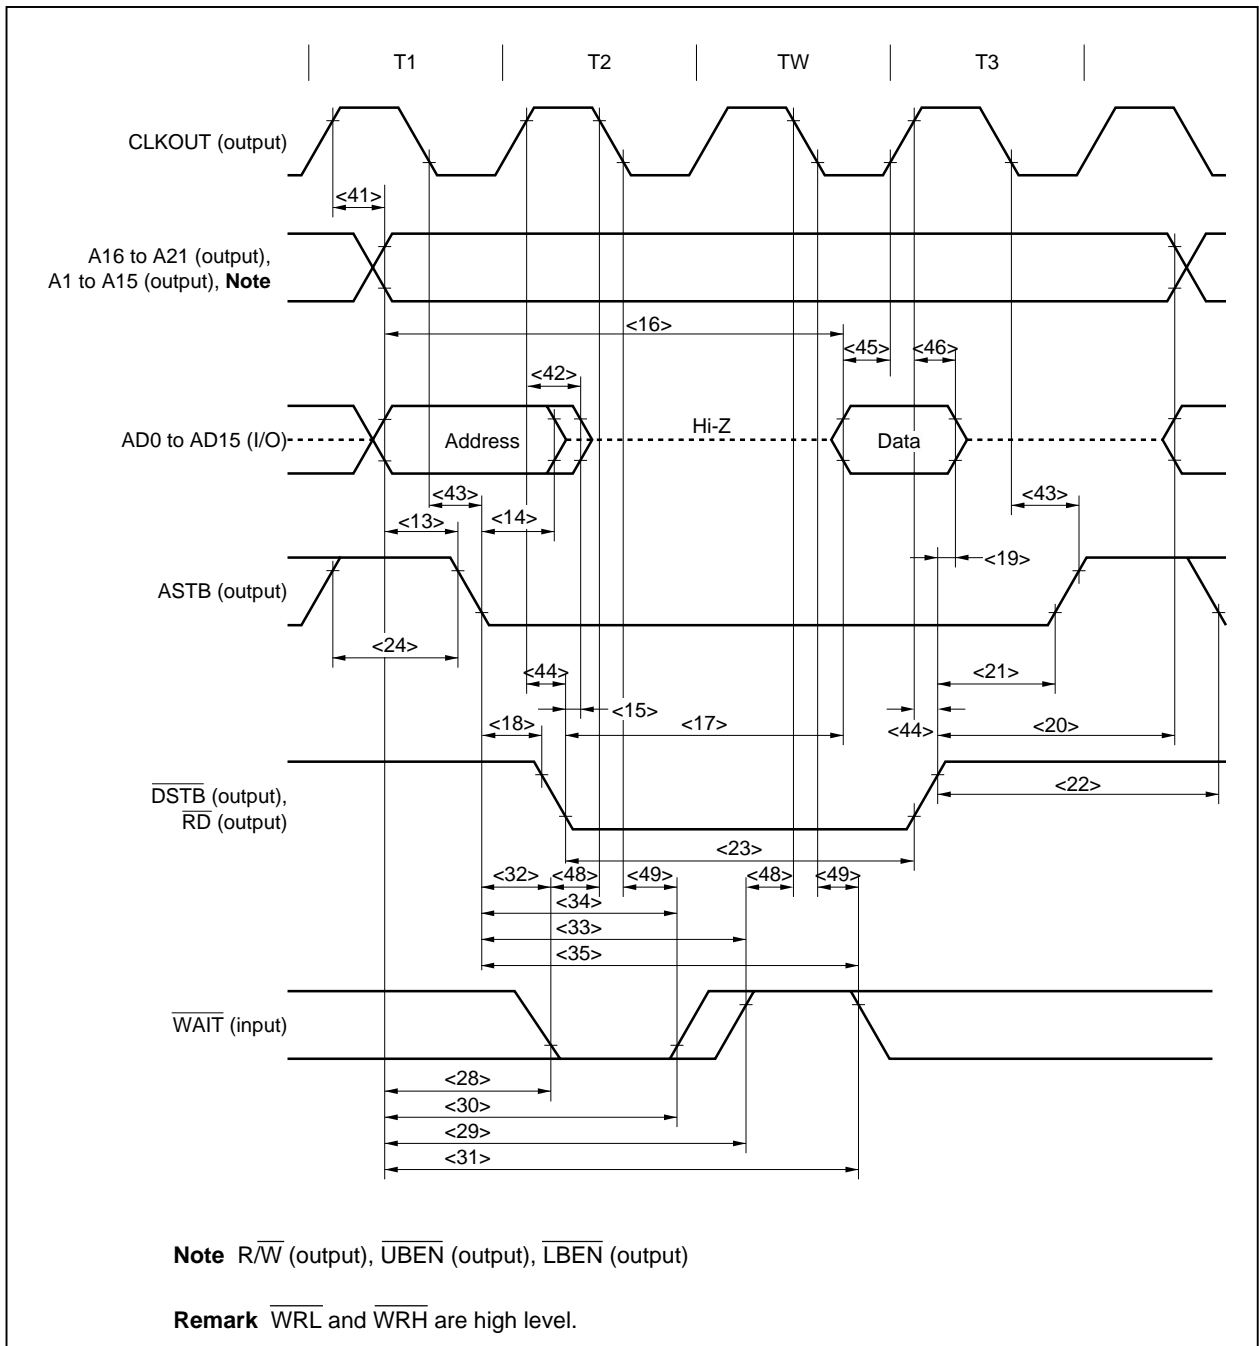 T1 T2 TW T3
CLKOUT (output)
<41>
A16 to A21 (output),
A1 to A15 (output), Note
<16>
<45> <46>
<42>
AD0 to AD15 (I/O) Address Hi-Z Data
<43> <43>
<13> <14>
<19>
ASTB (output)
<24>
<44> <21>
<15>
<18> <17> <44> <20>
<22>
DSTB (output),
RD (output)
<23>
<32> <48> <49> <48> <49>
<34>
<33>
<35>
WAIT (input)
<28>
<30>
<29>
<31>
Note R/W (output), UBEN (output), LBEN (output)
Remark WRL and WRH are high level.